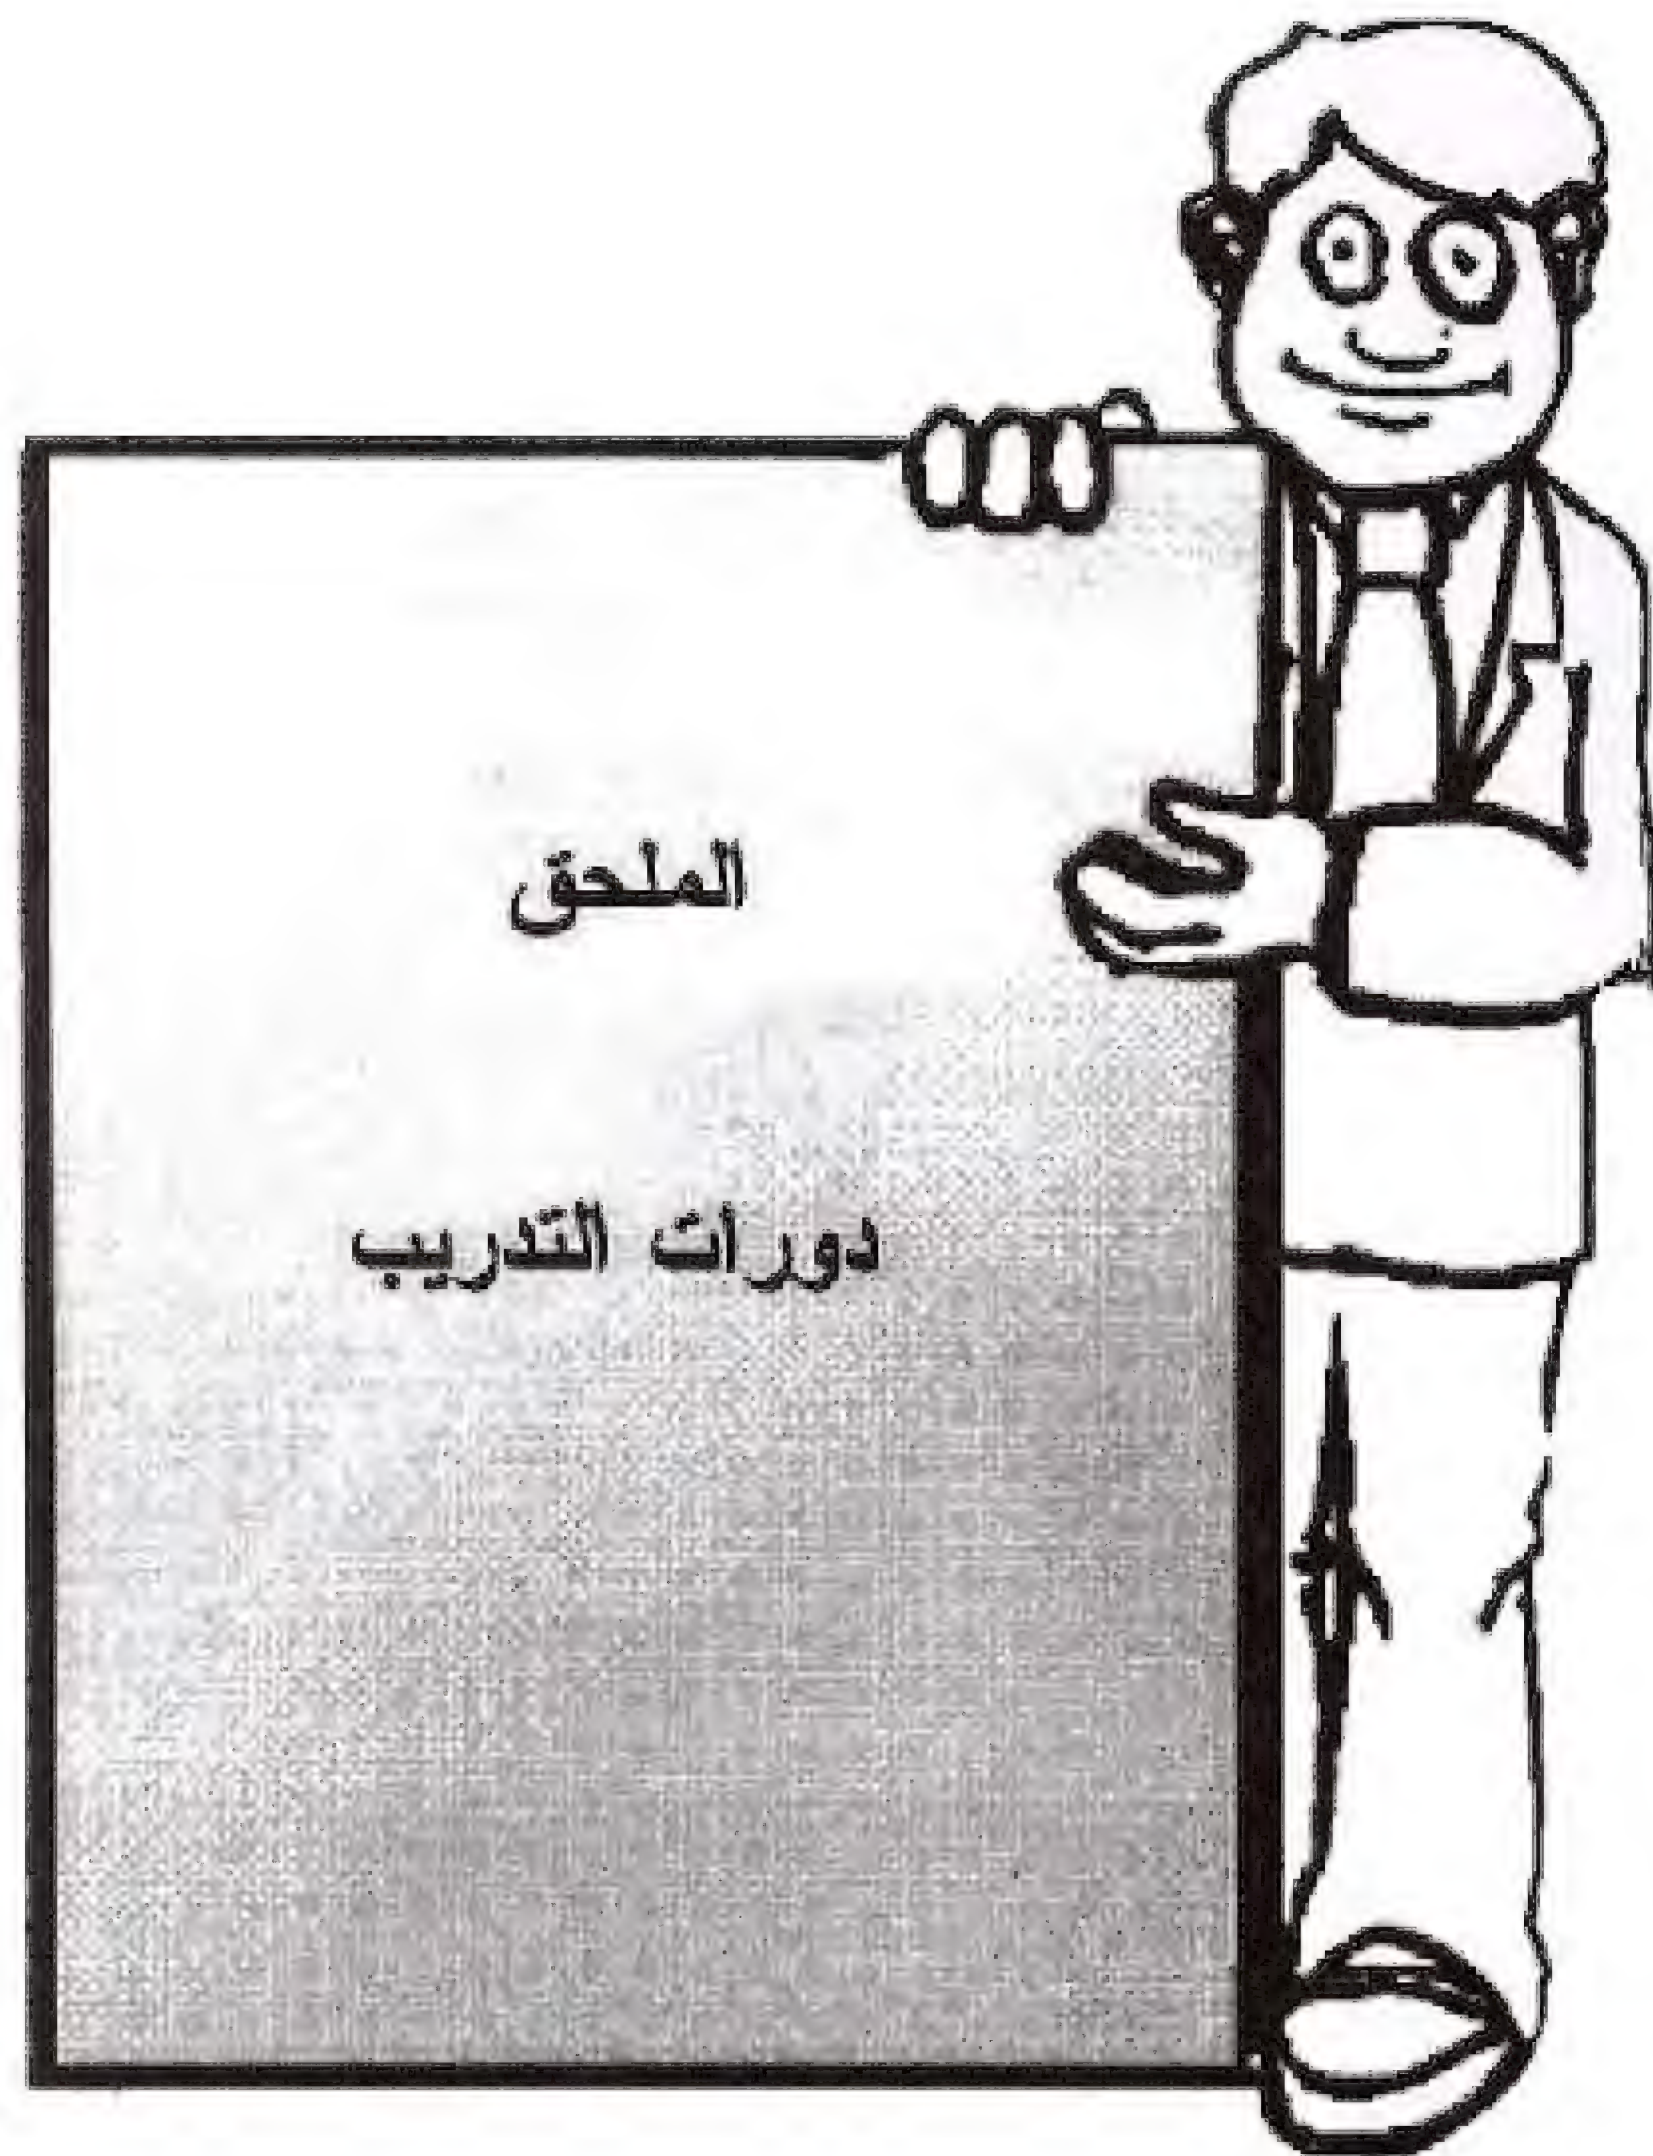 الملحق
دورات التدريب